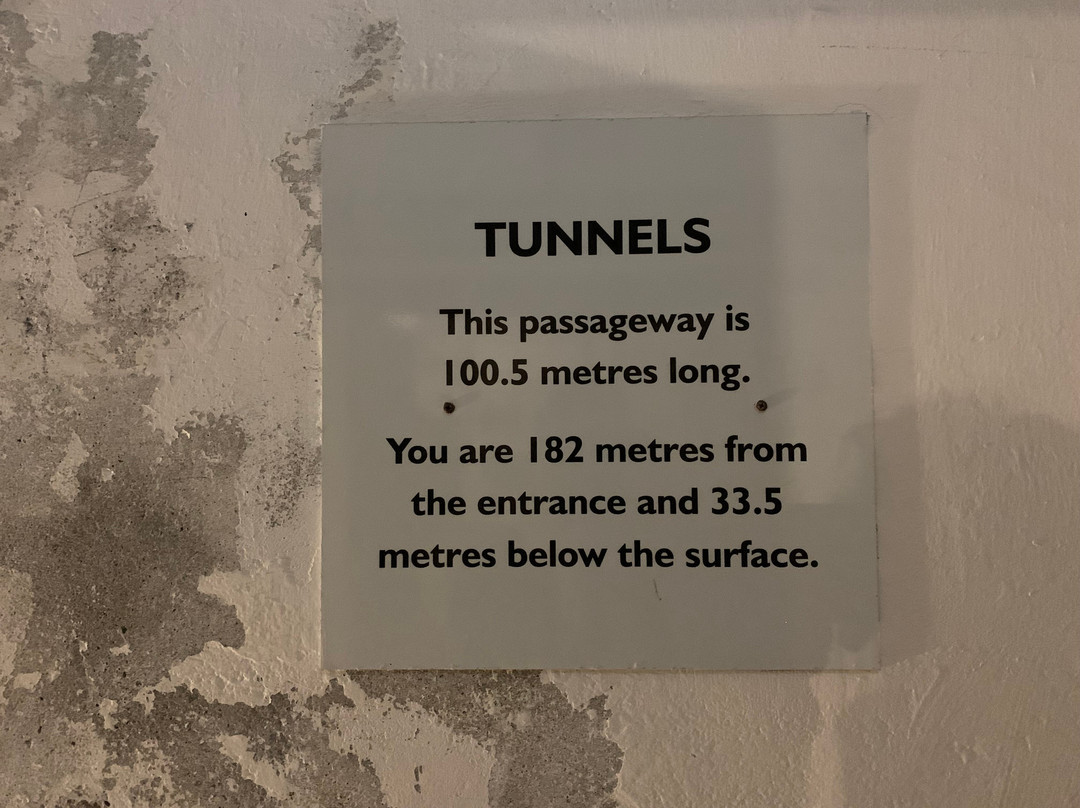 TUNNELS
This passageway is
100.5 metres long.
You are 182 metres from
the entrance and 33.5
metres below the surface.